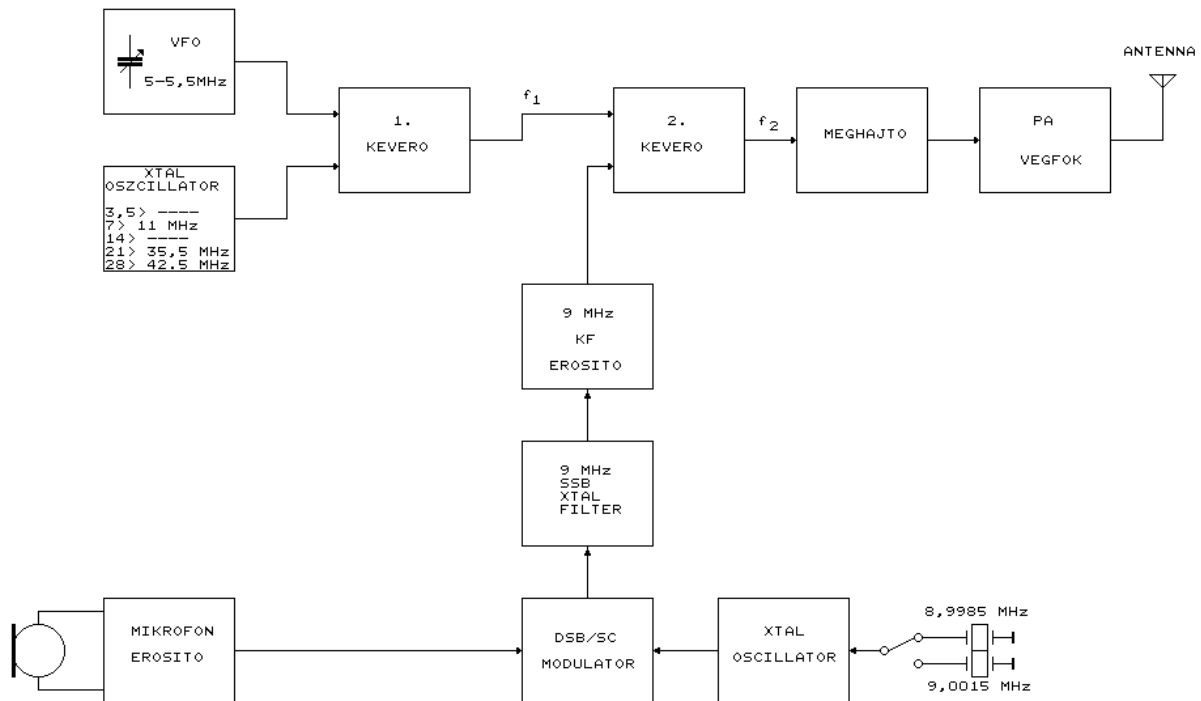 VFO
5-5,5MHz
XTAL
OSZCILLATOR
3,5> ----
7> 11 MHz
14> ----
21> 35,5 MHz
28> 42.5 MHz
1.
KEVERO
f1
2.
KEVERO
f2
MEGHAJTO
PA
VEGFOK
ANTENNA
9 MHz
KF
EROSITO
9 MHz
SSB
XTAL
FILTER
MIKROFON
EROSITO
DSB/SC
MODULATOR
XTAL
OSCILLATOR
8,9985 MHz
9,0015 MHz